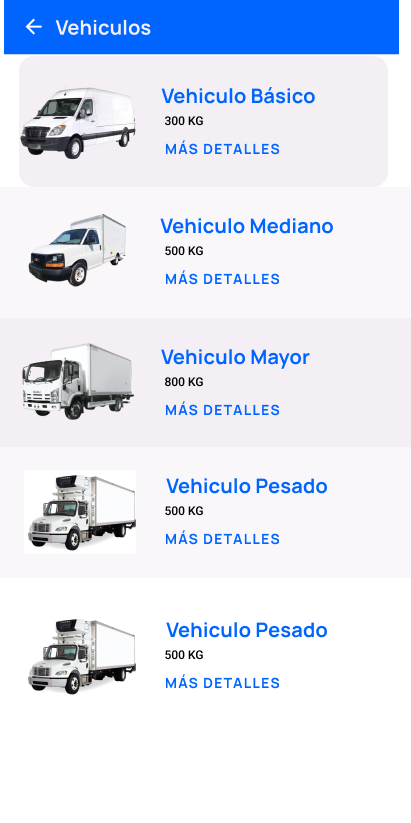 Vehiculos
Vehiculo Básico
300 KG
MÁS DETALLES
Vehiculo Mediano
500 KG
MÁS DETALLES
Vehiculo Mayor
800 KG
MÁS DETALLES
Vehiculo Pesado
500 KG
MÁS DETALLES
Vehiculo Pesado
500 KG
MÁS DETALLES